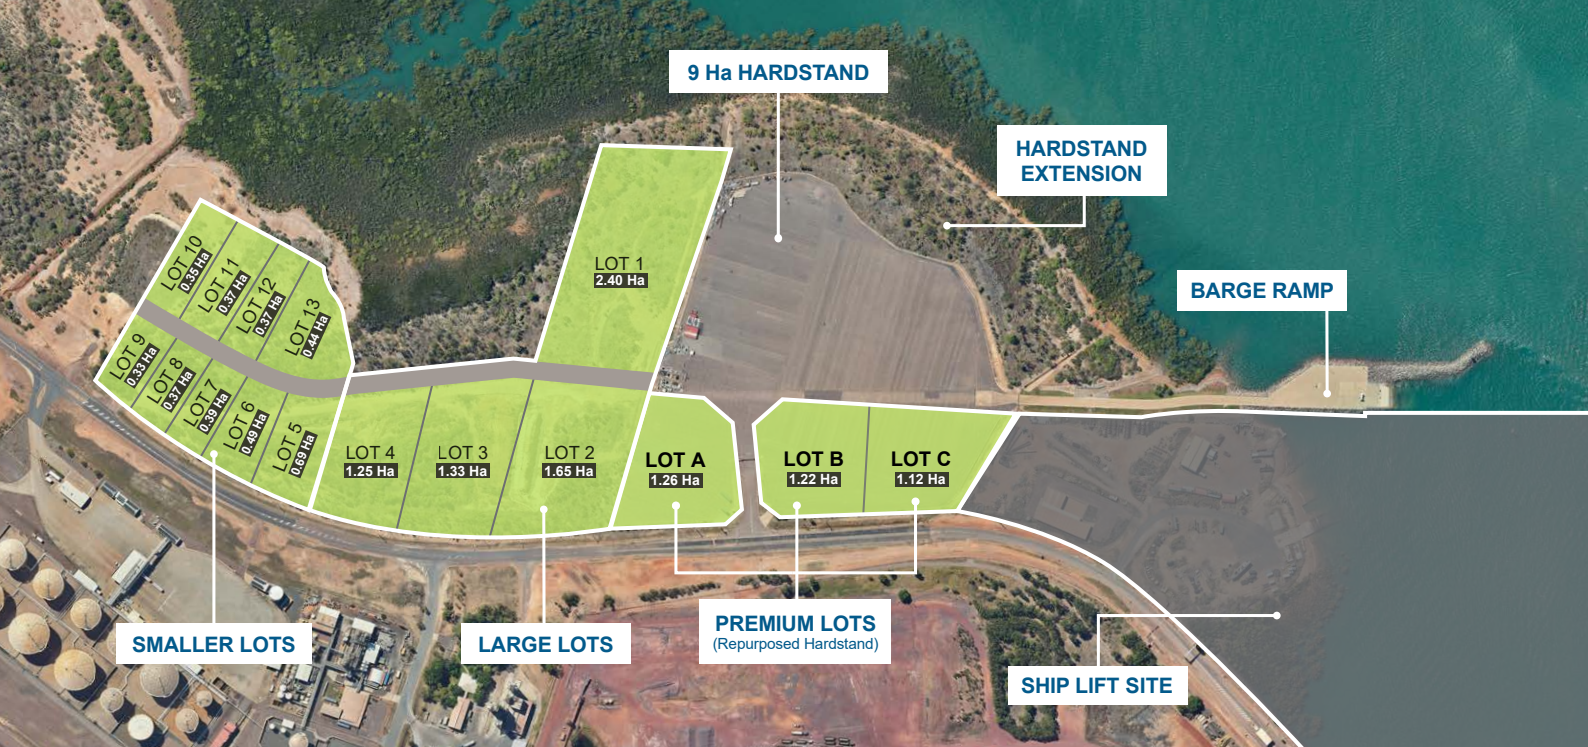 9 Ha HARDSTAND
HARDSTAND
EXTENSION
BARGE RAMP
LOT 1
2.40 Ha
LOT 10
0.35 Ha
LOT 11
0.37 Ha
LOT 12
0.37 Ha
LOT 13
0.44 Ha
LOT 9
0.33 Ha
LOT 8
0.37 Ha
LOT 7
0.39 Ha
LOT 6
0.49 Ha
LOT 5
0.69 Ha
LOT 4
1.25 Ha
LOT 3
1.33 Ha
LOT 2
1.65 Ha
LOT A
1.26 Ha
LOT B
1.22 Ha
LOT C
1.12 Ha
SMALLER LOTS
LARGE LOTS
PREMIUM LOTS
(Repurposed Hardstand)
SHIP LIFT SITE